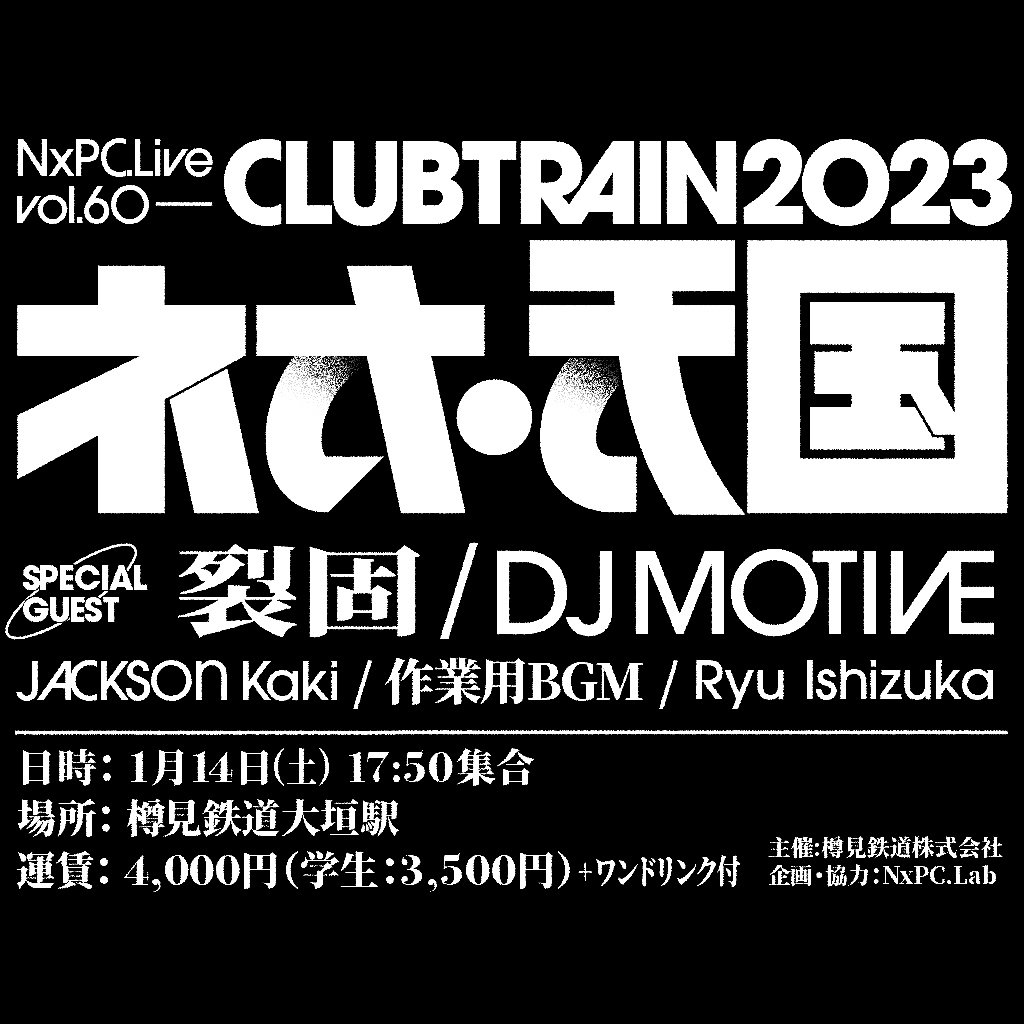 NxPC.Live
vol.60 — CLUBTRAIN2023
ネオ・天国
SPECIAL
GUEST
裂固 / DJ MOTIVE
JACKSON Kaki / 作業用BGM / Ryu Ishizuka
日時：1月14日(土) 17:50集合
場所：樽見鉄道大垣駅
運賃：4,000円（学生：3,500円）+ワンドリンク付
主催：樽見鉄道株式会社
企画・協力：NxPC.Lab